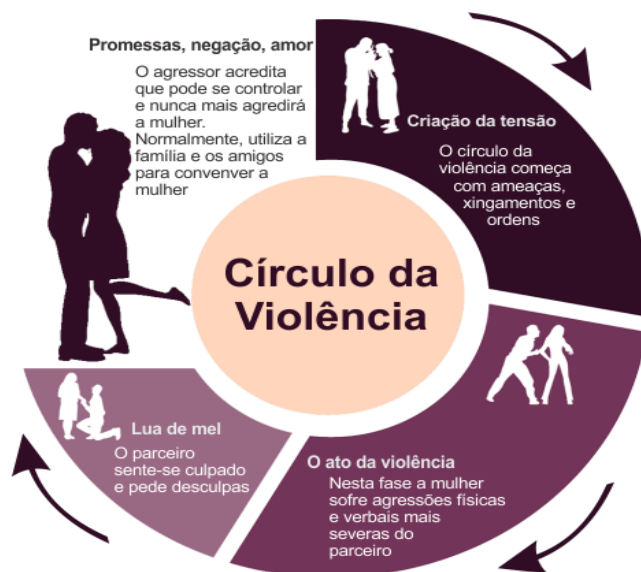 Promessas, negação, amor
O agressor acredita
que pode se controlar
e nunca mais agredirá
a mulher.
Normalmente, utiliza a
família e os amigos
para convenver a
mulher
Criação da tensão
O círculo da
violência começa
com ameaças,
xingamentos e
ordens
Círculo da
Violência
O ato da violência
Nesta fase a mulher
sofre agressões físicas
e verbais mais
severas do
parceiro
Lua de mel
O parceiro
sente-se culpado
e pede desculpas